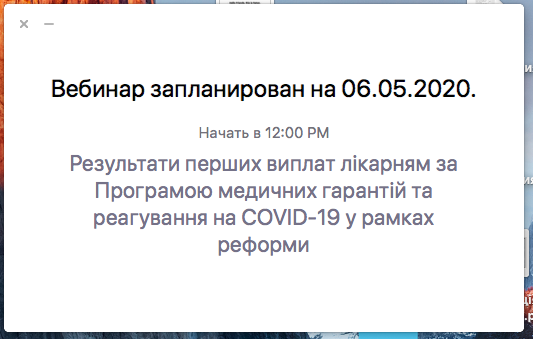 Вебинар запланирован на 06.05.2020.
Начать в 12:00 PM
Результати перших виплат лікарням за
Програмою медичних гарантій та
реагування на COVID-19 у рамках
реформи